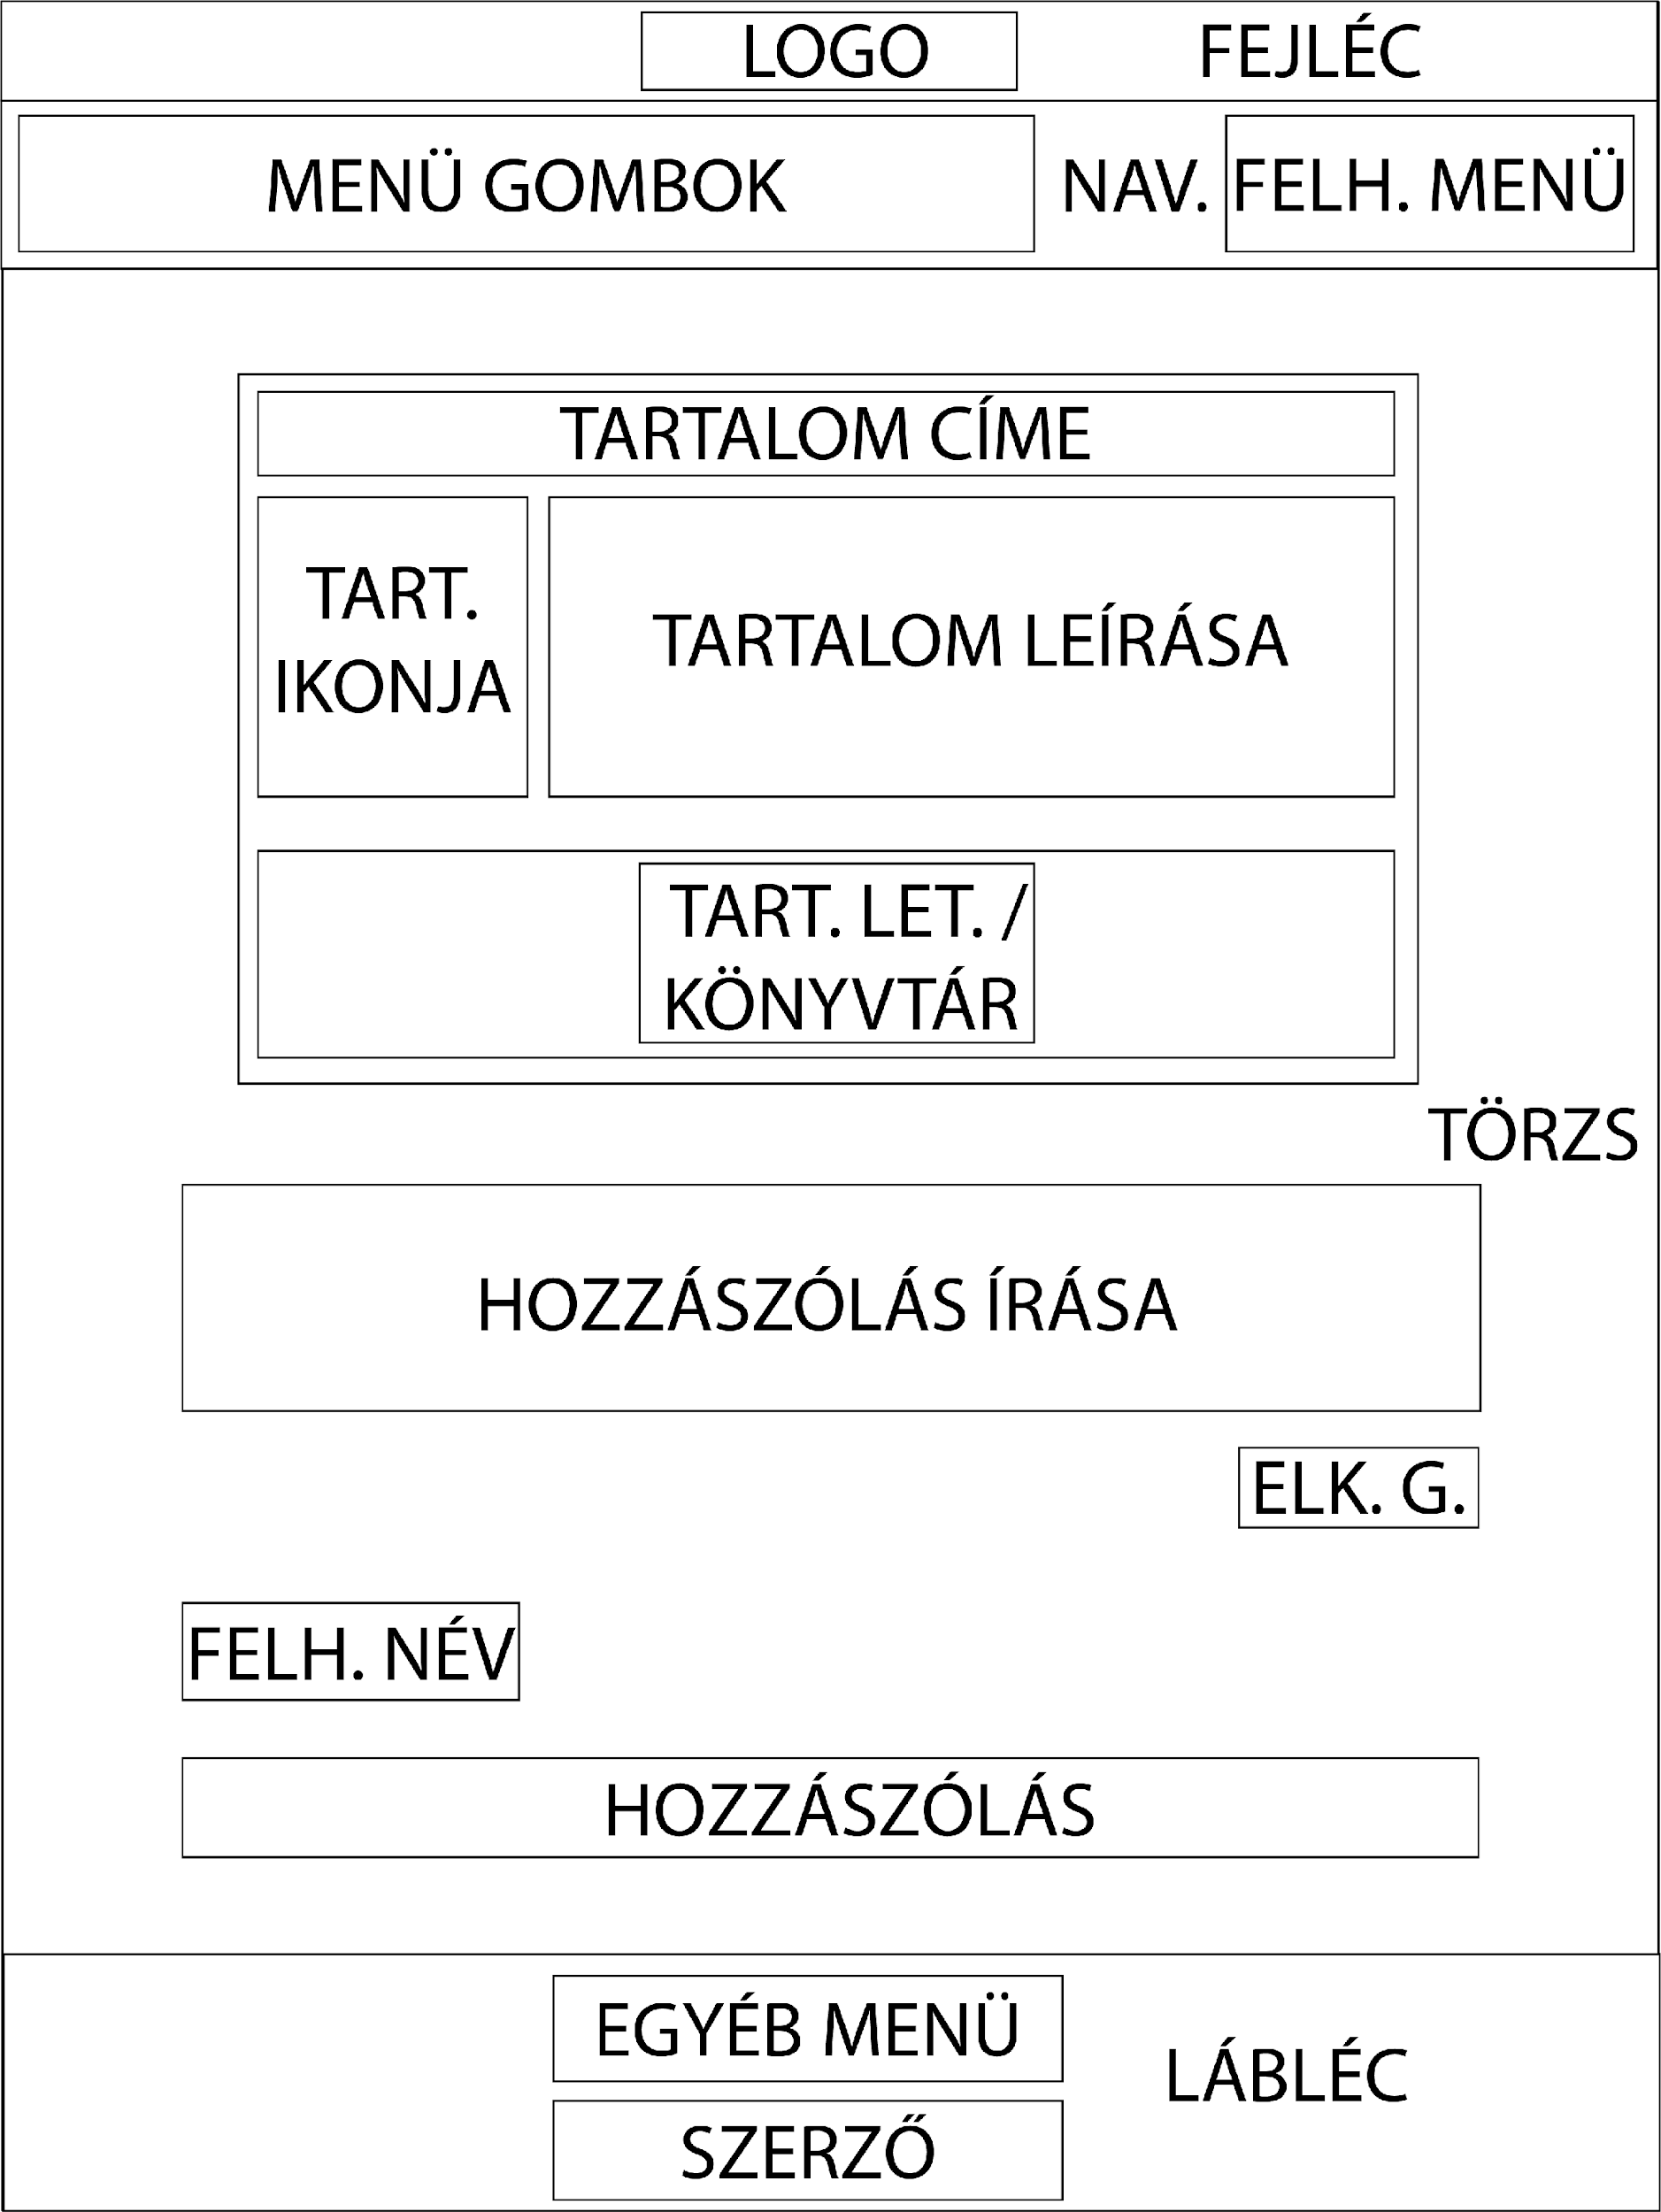 LOGO
FEJLÉC
MENÜ GOMBOK
NAV.
FELH. MENÜ
TARTALOM CÍME
TART.
IKONJA
TARTALOM LEÍRÁSA
TART. LET. /
KÖNYVTÁR
TÖRZS
HOZZÁSZÓLÁS ÍRÁSA
ELK. G.
FELH. NÉV
HOZZÁSZÓLÁS
EGYÉB MENÜ
LÁBLÉC
SZERZŐ